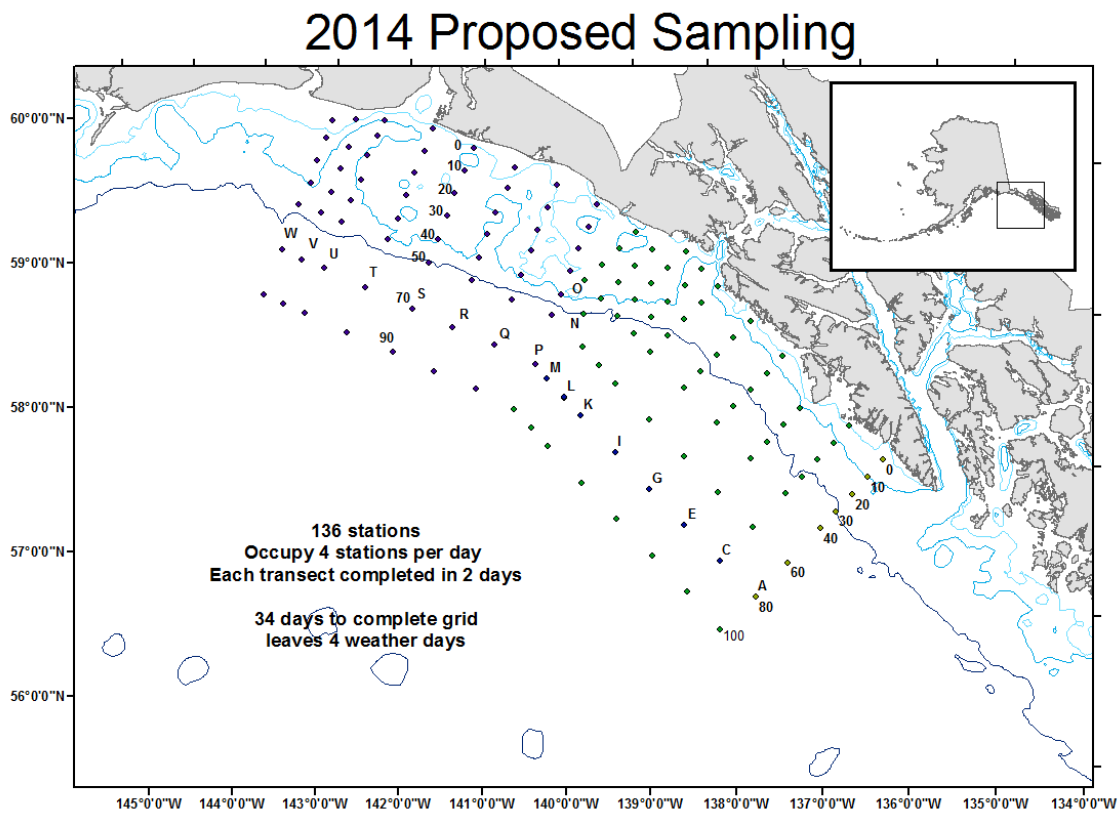 2014 Proposed Sampling
60°0'0"N
0
10
20
30
40
50
W
V
U
T
59°0'0"N
70
S
O
R
N
90
Q
P
M
L
K
58°0'0"N
I
G
E
C
A
0
10
20
30
40
60
80
100
57°0'0"N
136 stations
Occupy 4 stations per day
Each transect completed in 2 days
34 days to complete grid
leaves 4 weather days
56°0'0"N
145°0'0"W 144°0'0"W 143°0'0"W 142°0'0"W 141°0'0"W 140°0'0"W 139°0'0"W 138°0'0"W 137°0'0"W 136°0'0"W 135°0'0"W 134°0'0"W